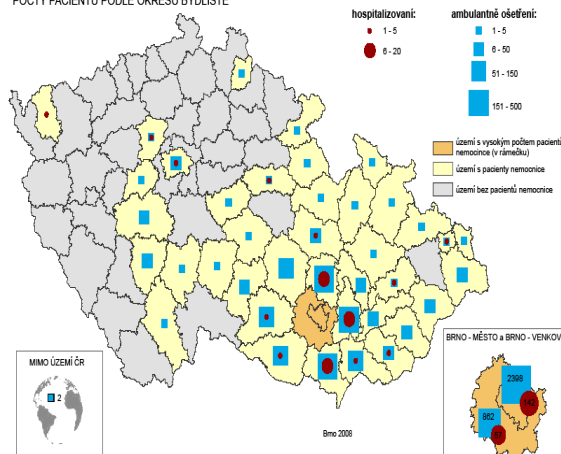 POČTY PACIENTŮ PODLE OKRESU BYDLIŠTĚ
hospitalizovaní:
1 - 5
6 - 20
ambulantně ošetření:
1 - 5
6 - 50
51 - 150
151 - 500
území s vysokým počtem pacientů
nemocnice (v rámečku)
území s pacienty nemocnice
území bez pacientů nemocnice
MIMO ÚZEMÍ ČR
2
Brno 2008
BRNO - MĚSTO a BRNO - VENKOV
2398
142
862
57